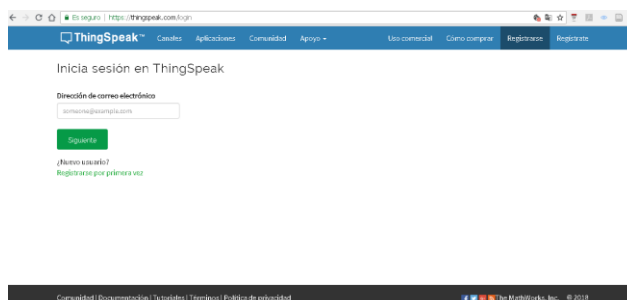 Es seguro | https://thingspeak.com/login
ThingSpeak™ Canales Aplicaciones Comunidad Apoyo Uso comercial Cómo comprar Registrarse Regístrate
Inicia sesión en ThingSpeak
Dirección de correo electrónico
someone@example.com
Siguiente
¿Nuevo usuario?
Registrarse por primera vez
Comunidad | Documentación | Tutoriales | Términos | Política de privacidad The MathWorks, Inc. © 2018